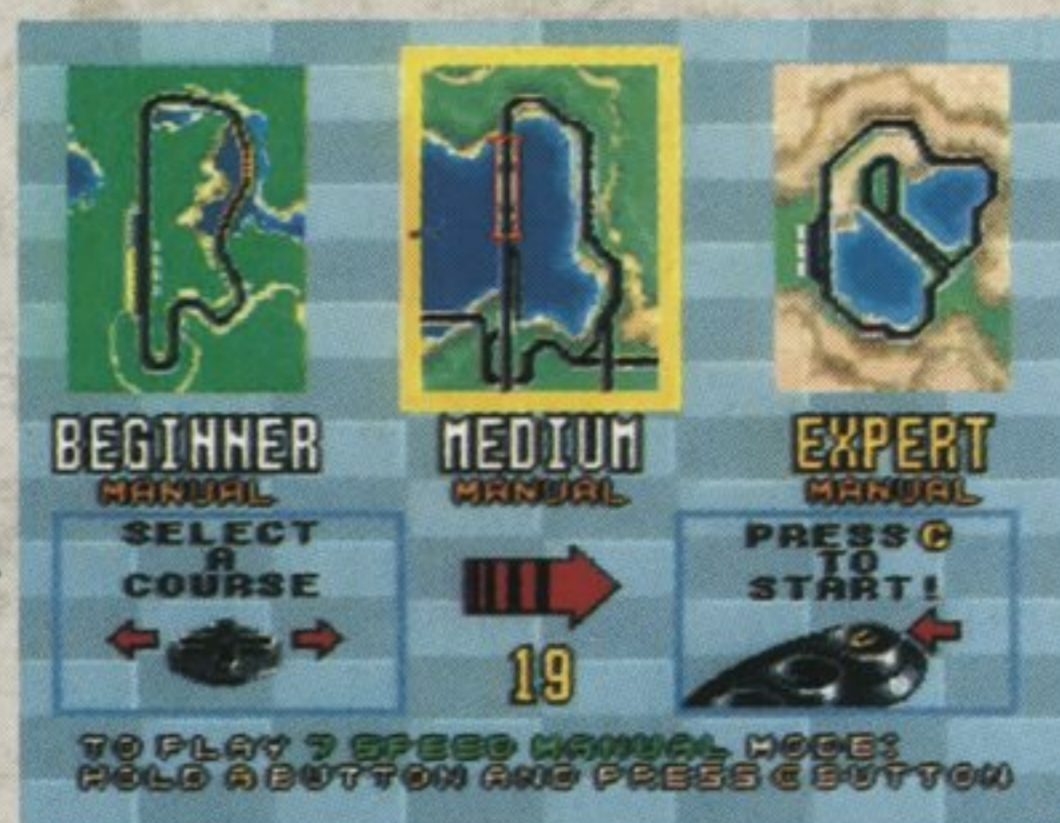 BEGINNER
MEDIUM
EXPERT
MANUAL
MANUAL
MANUAL
SELECT
A
COURSE
PRESS C
TO
START!
19
TO PLAY 7 SPEED MANUAL MODE:
HOLD A BUTTON AND PRESS C BUTTON